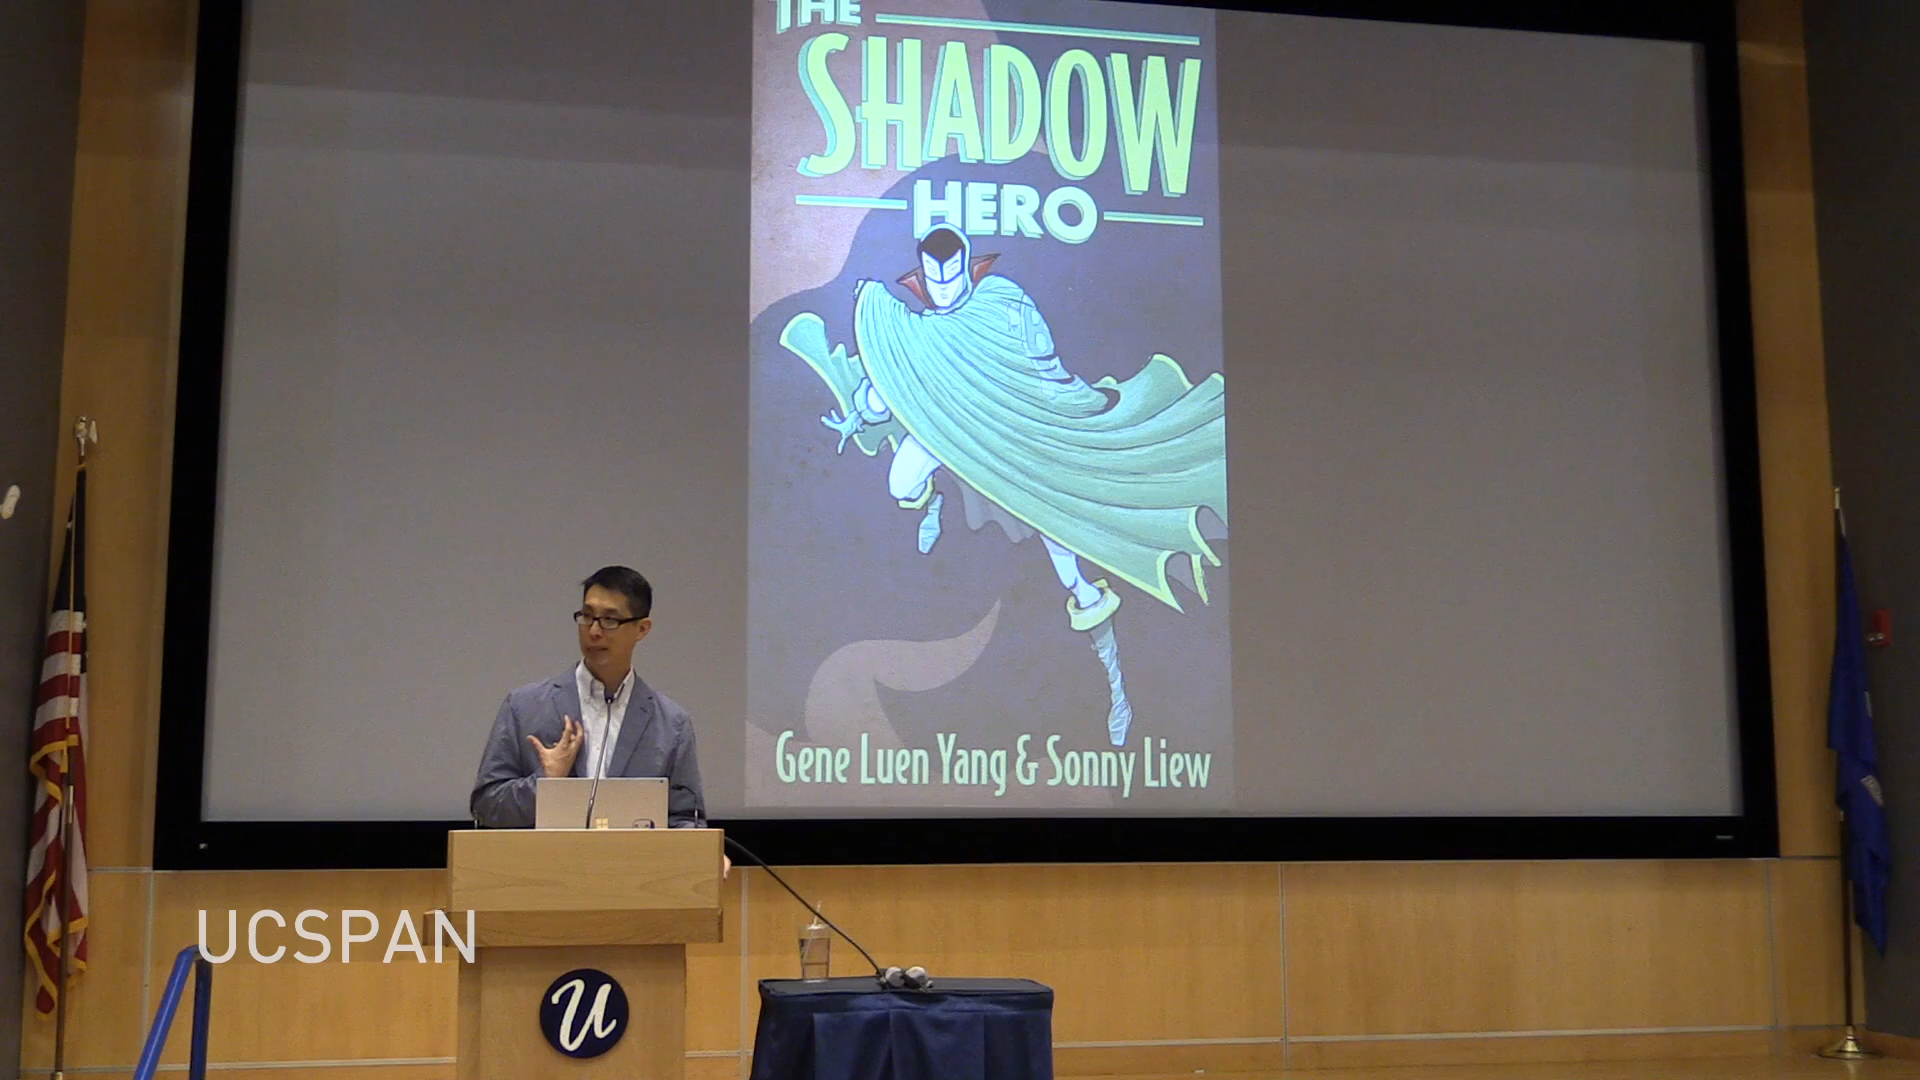 THE
SHADOW
HERO
Gene Luen Yang & Sonny Liew
UCSPAN
U